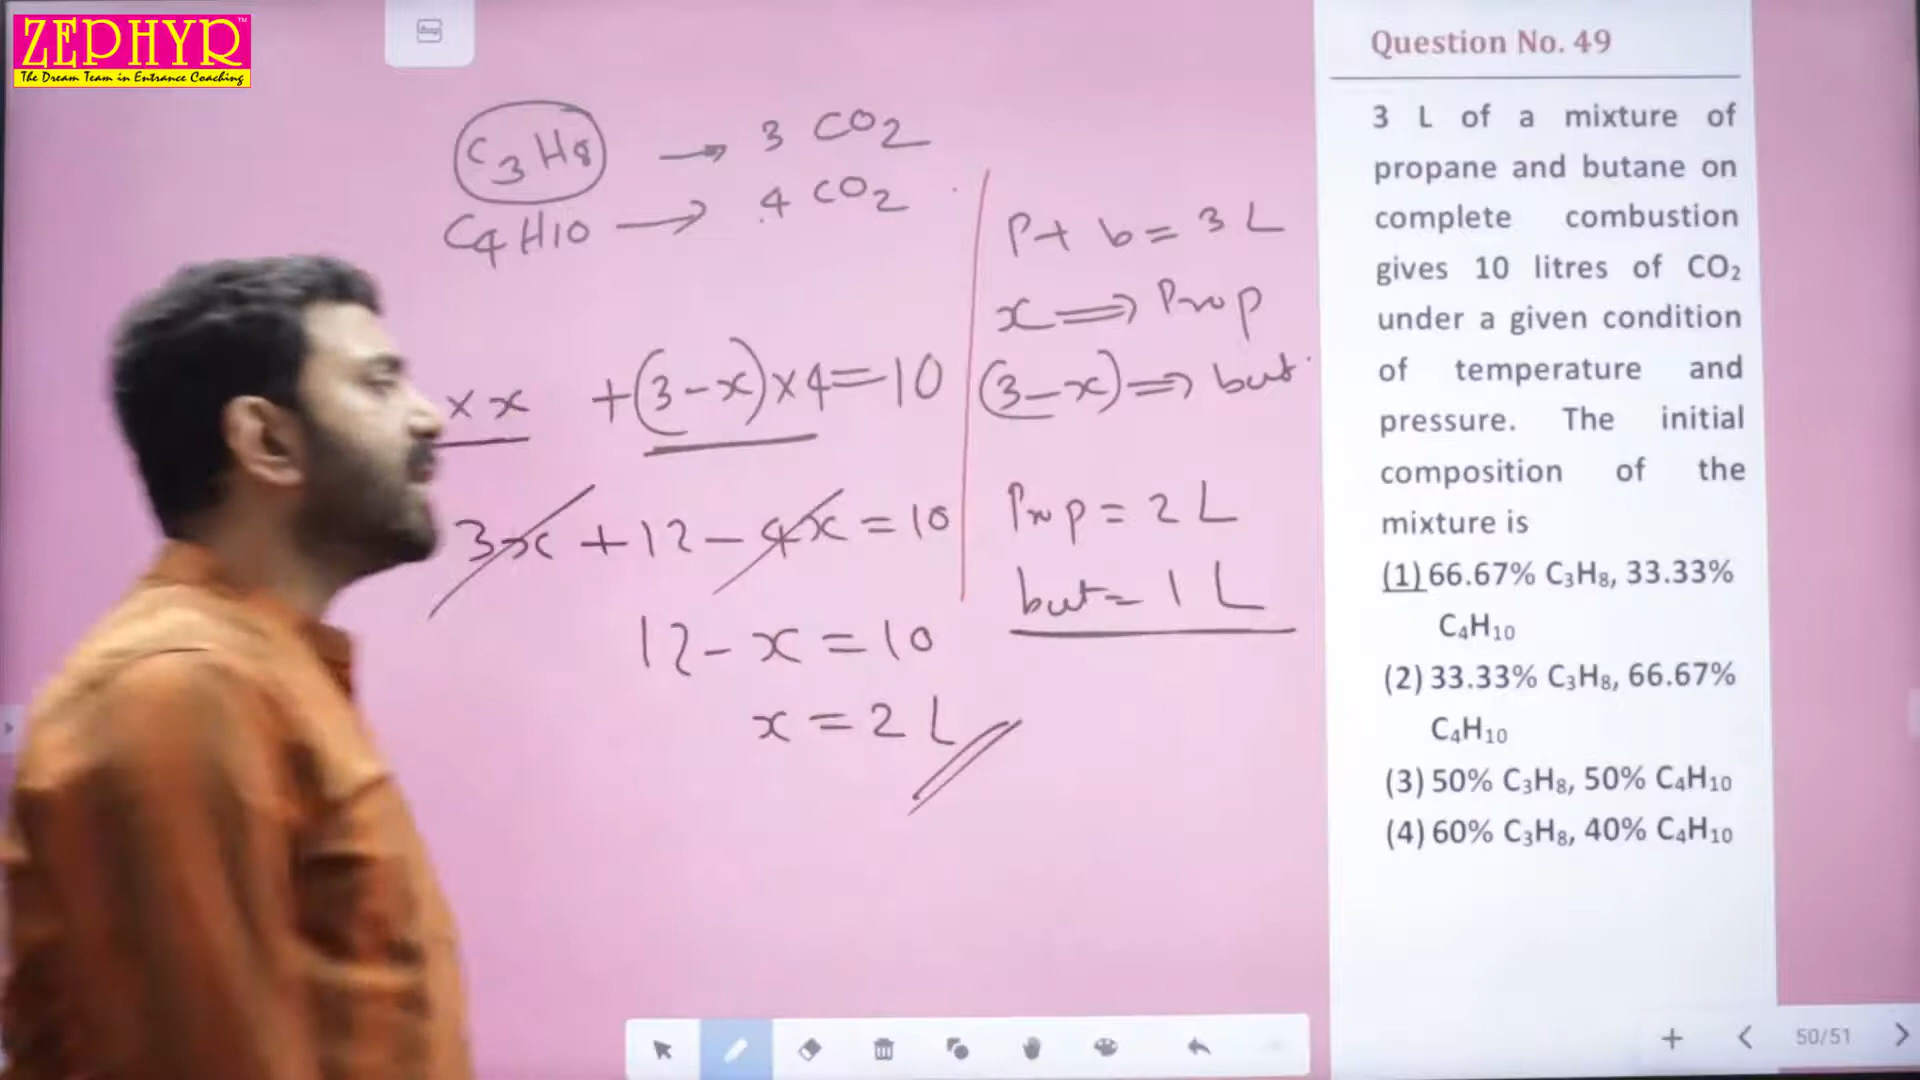 ZEPHYR™
The Dream Team in Entrance Coaching
C3H8 → 3 CO2
C4H10 → 4 CO2
× x + (3-x)×4=10
3x + 12 - 4x = 10
12 - x = 10
x = 2 L
P + b = 3 L
x ⟹ Prop
(3-x) ⟹ but
Prop = 2 L
but = 1 L
Question No. 49
3 L of a mixture of
propane and butane on
complete combustion
gives 10 litres of CO₂
under a given condition
of temperature and
pressure. The initial
composition of the
mixture is
(1) 66.67% C₃H₈, 33.33%
C₄H₁₀
(2) 33.33% C₃H₈, 66.67%
C₄H₁₀
(3) 50% C₃H₈, 50% C₄H₁₀
(4) 60% C₃H₈, 40% C₄H₁₀
50/51